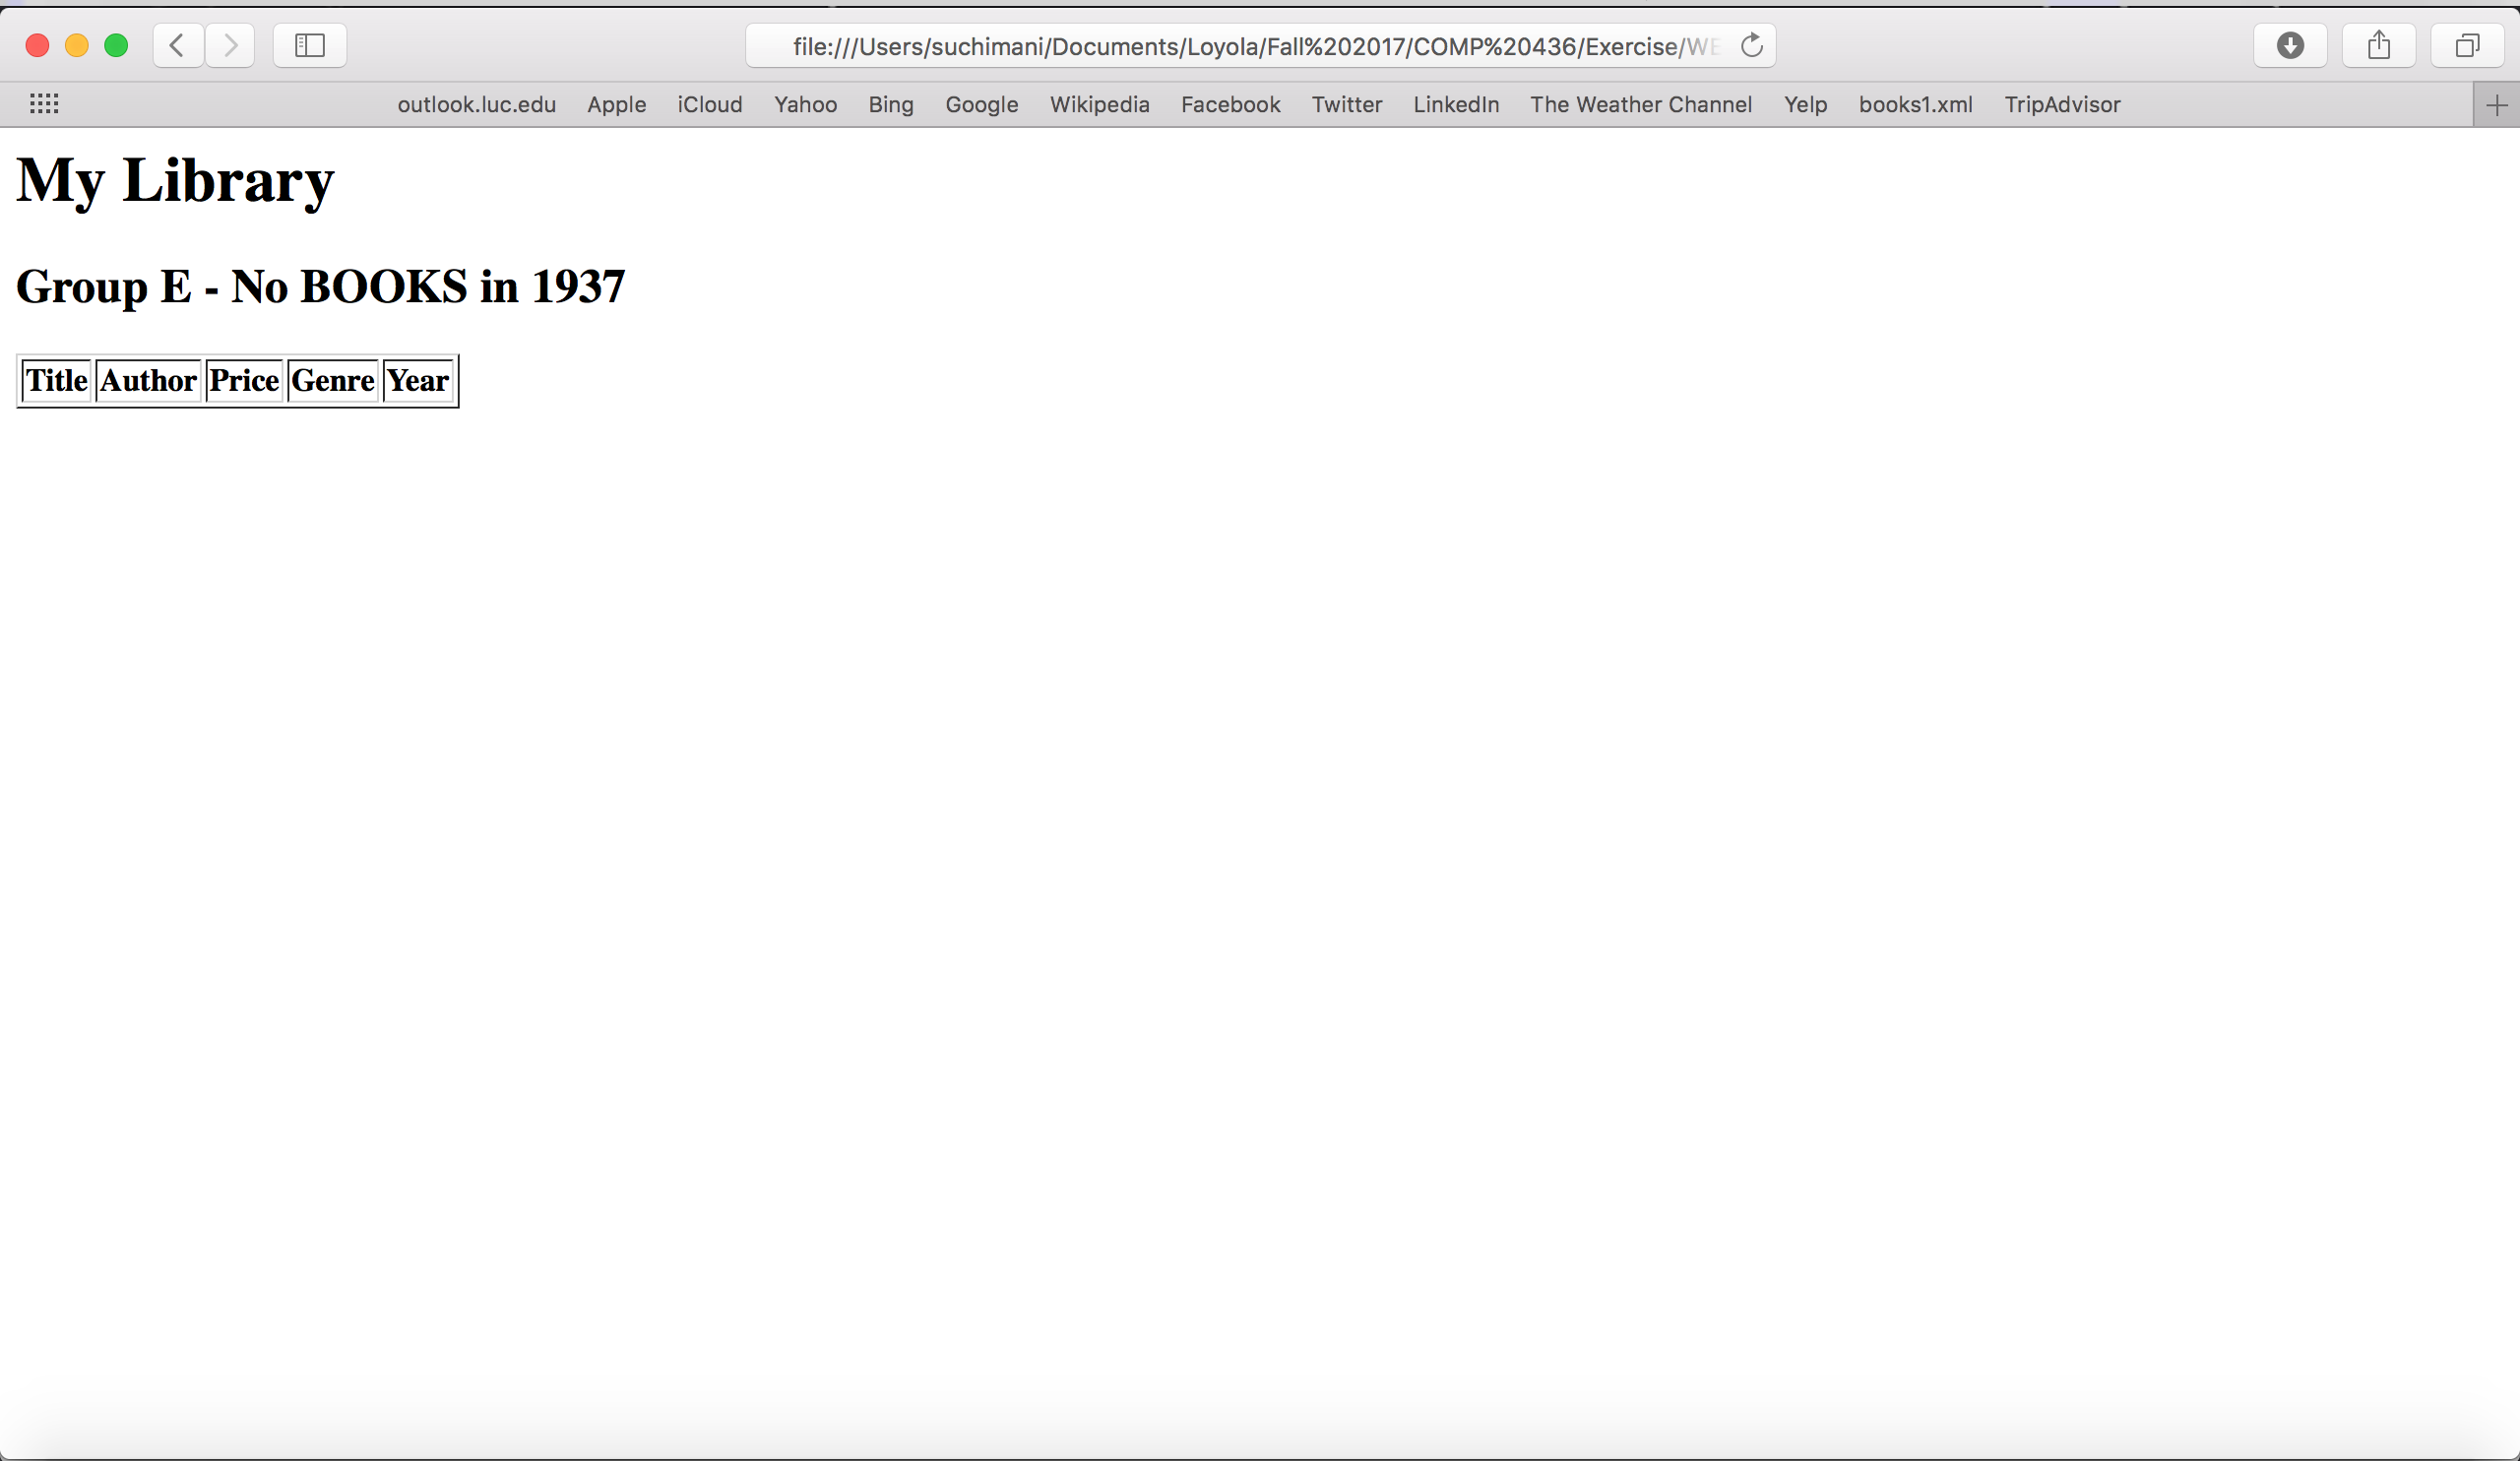 file:///Users/suchimani/Documents/Loyola/Fall%202017/COMP%20436/Exercise/WE
outlook.luc.edu Apple iCloud Yahoo Bing Google Wikipedia Facebook Twitter LinkedIn The Weather Channel Yelp books1.xml TripAdvisor
My Library
Group E - No BOOKS in 1937
Title Author Price Genre Year